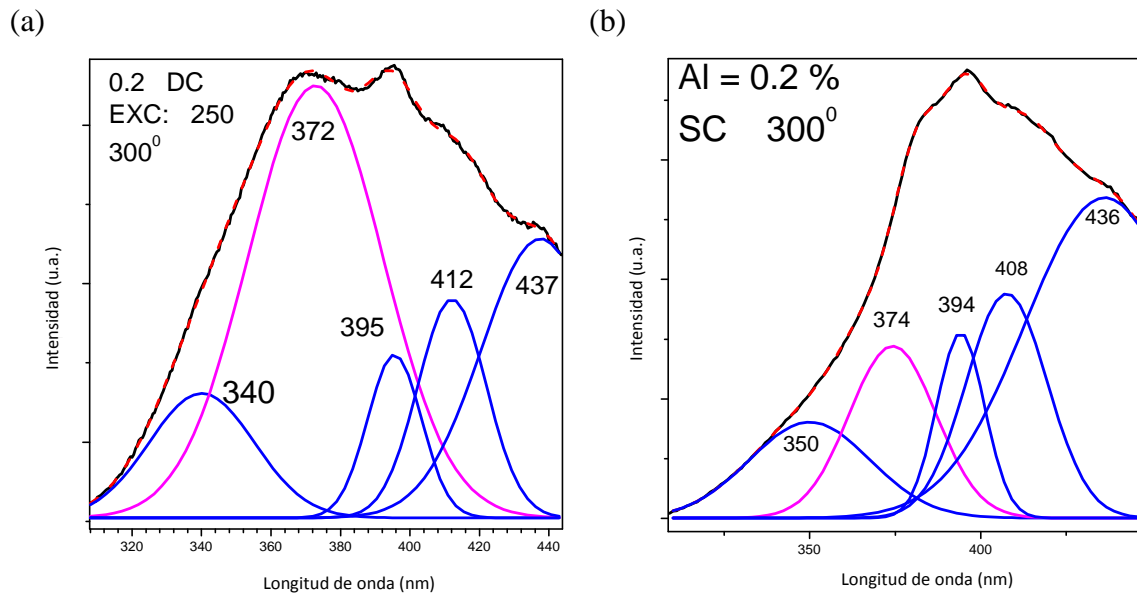 (a)
0.2 DC
EXC: 250
300⁰
372
340
395
412
437
Intensidad (u.a.)
320 340 360 380 400 420 440
Longitud de onda (nm)
(b)
Al = 0.2 %
SC 300⁰
350
374
394
408
436
Intensidad (u.a.)
350 400
Longitud de onda (nm)